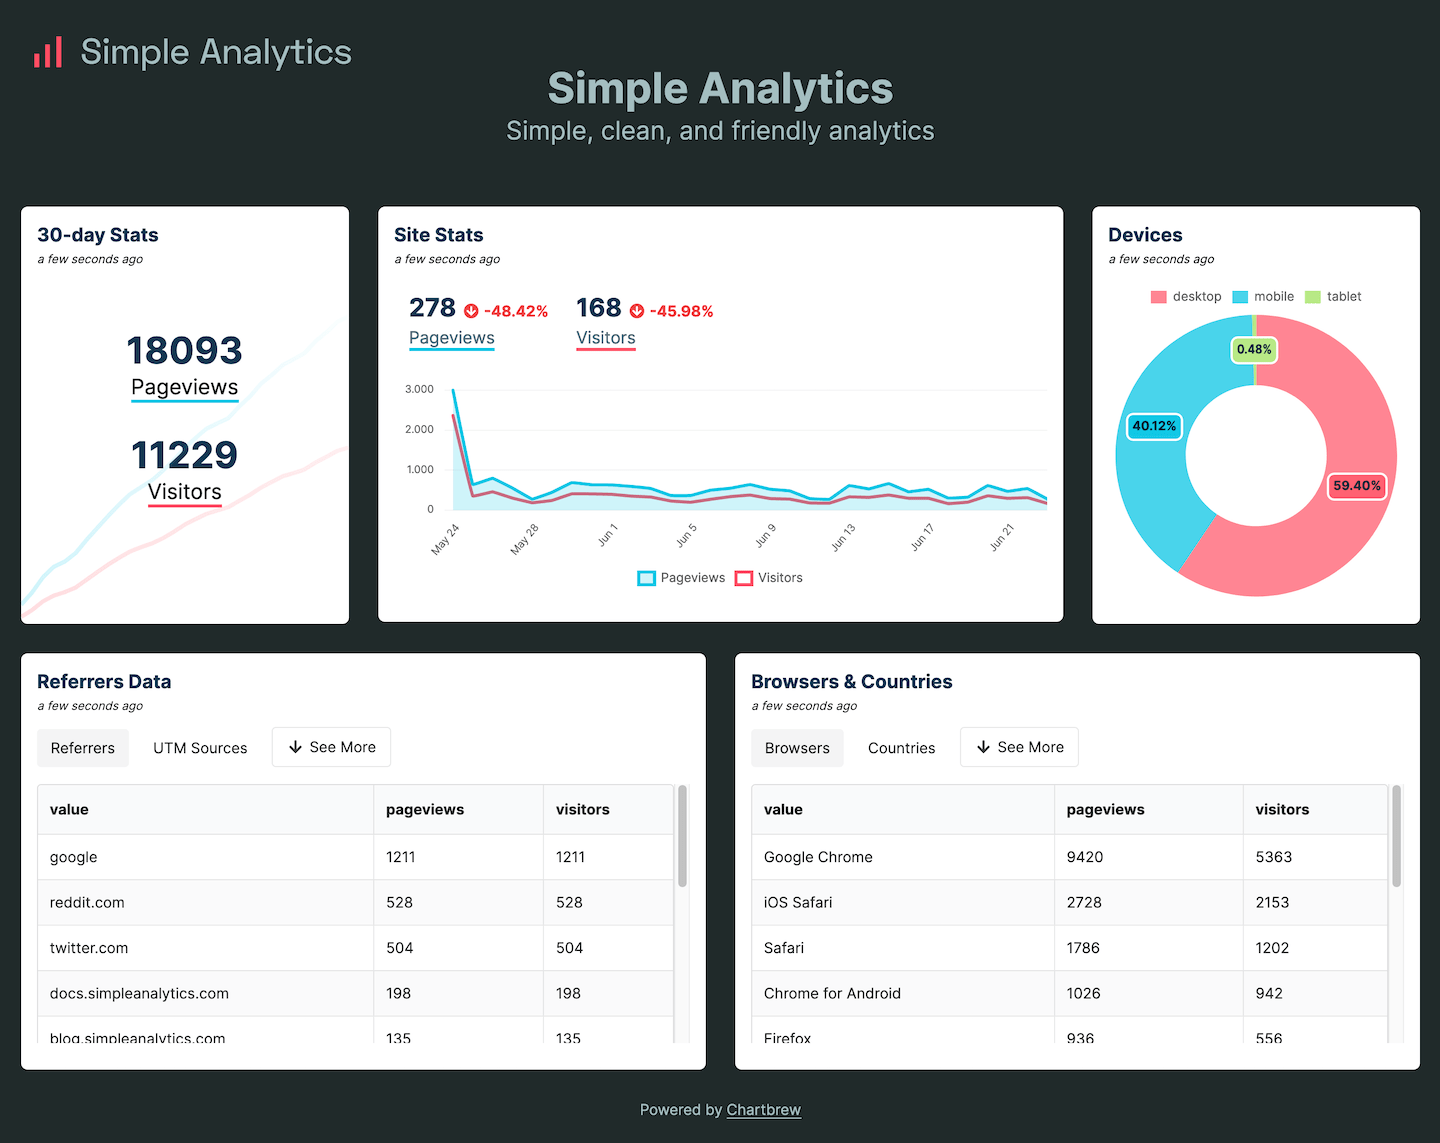 Simple Analytics
Simple Analytics
Simple, clean, and friendly analytics
30-day Stats
a few seconds ago
18093
Pageviews
11229
Visitors
Site Stats
a few seconds ago
278 -48.42% 168 -45.98%
Pageviews Visitors
3.000
2.000
1.000
0
May 24 May 28 Jun 1 Jun 5 Jun 9 Jun 13 Jun 17 Jun 21
Pageviews Visitors
Devices
a few seconds ago
desktop mobile tablet
0.48%
40.12%
59.40%
Referrers Data
a few seconds ago
Referrers UTM Sources See More
value pageviews visitors
google 1211 1211
reddit.com 528 528
twitter.com 504 504
docs.simpleanalytics.com 198 198
blog.simpleanalytics.com 135 135
Browsers & Countries
a few seconds ago
Browsers Countries See More
value pageviews visitors
Google Chrome 9420 5363
iOS Safari 2728 2153
Safari 1786 1202
Chrome for Android 1026 942
Firefox 936 556
Powered by Chartbrew